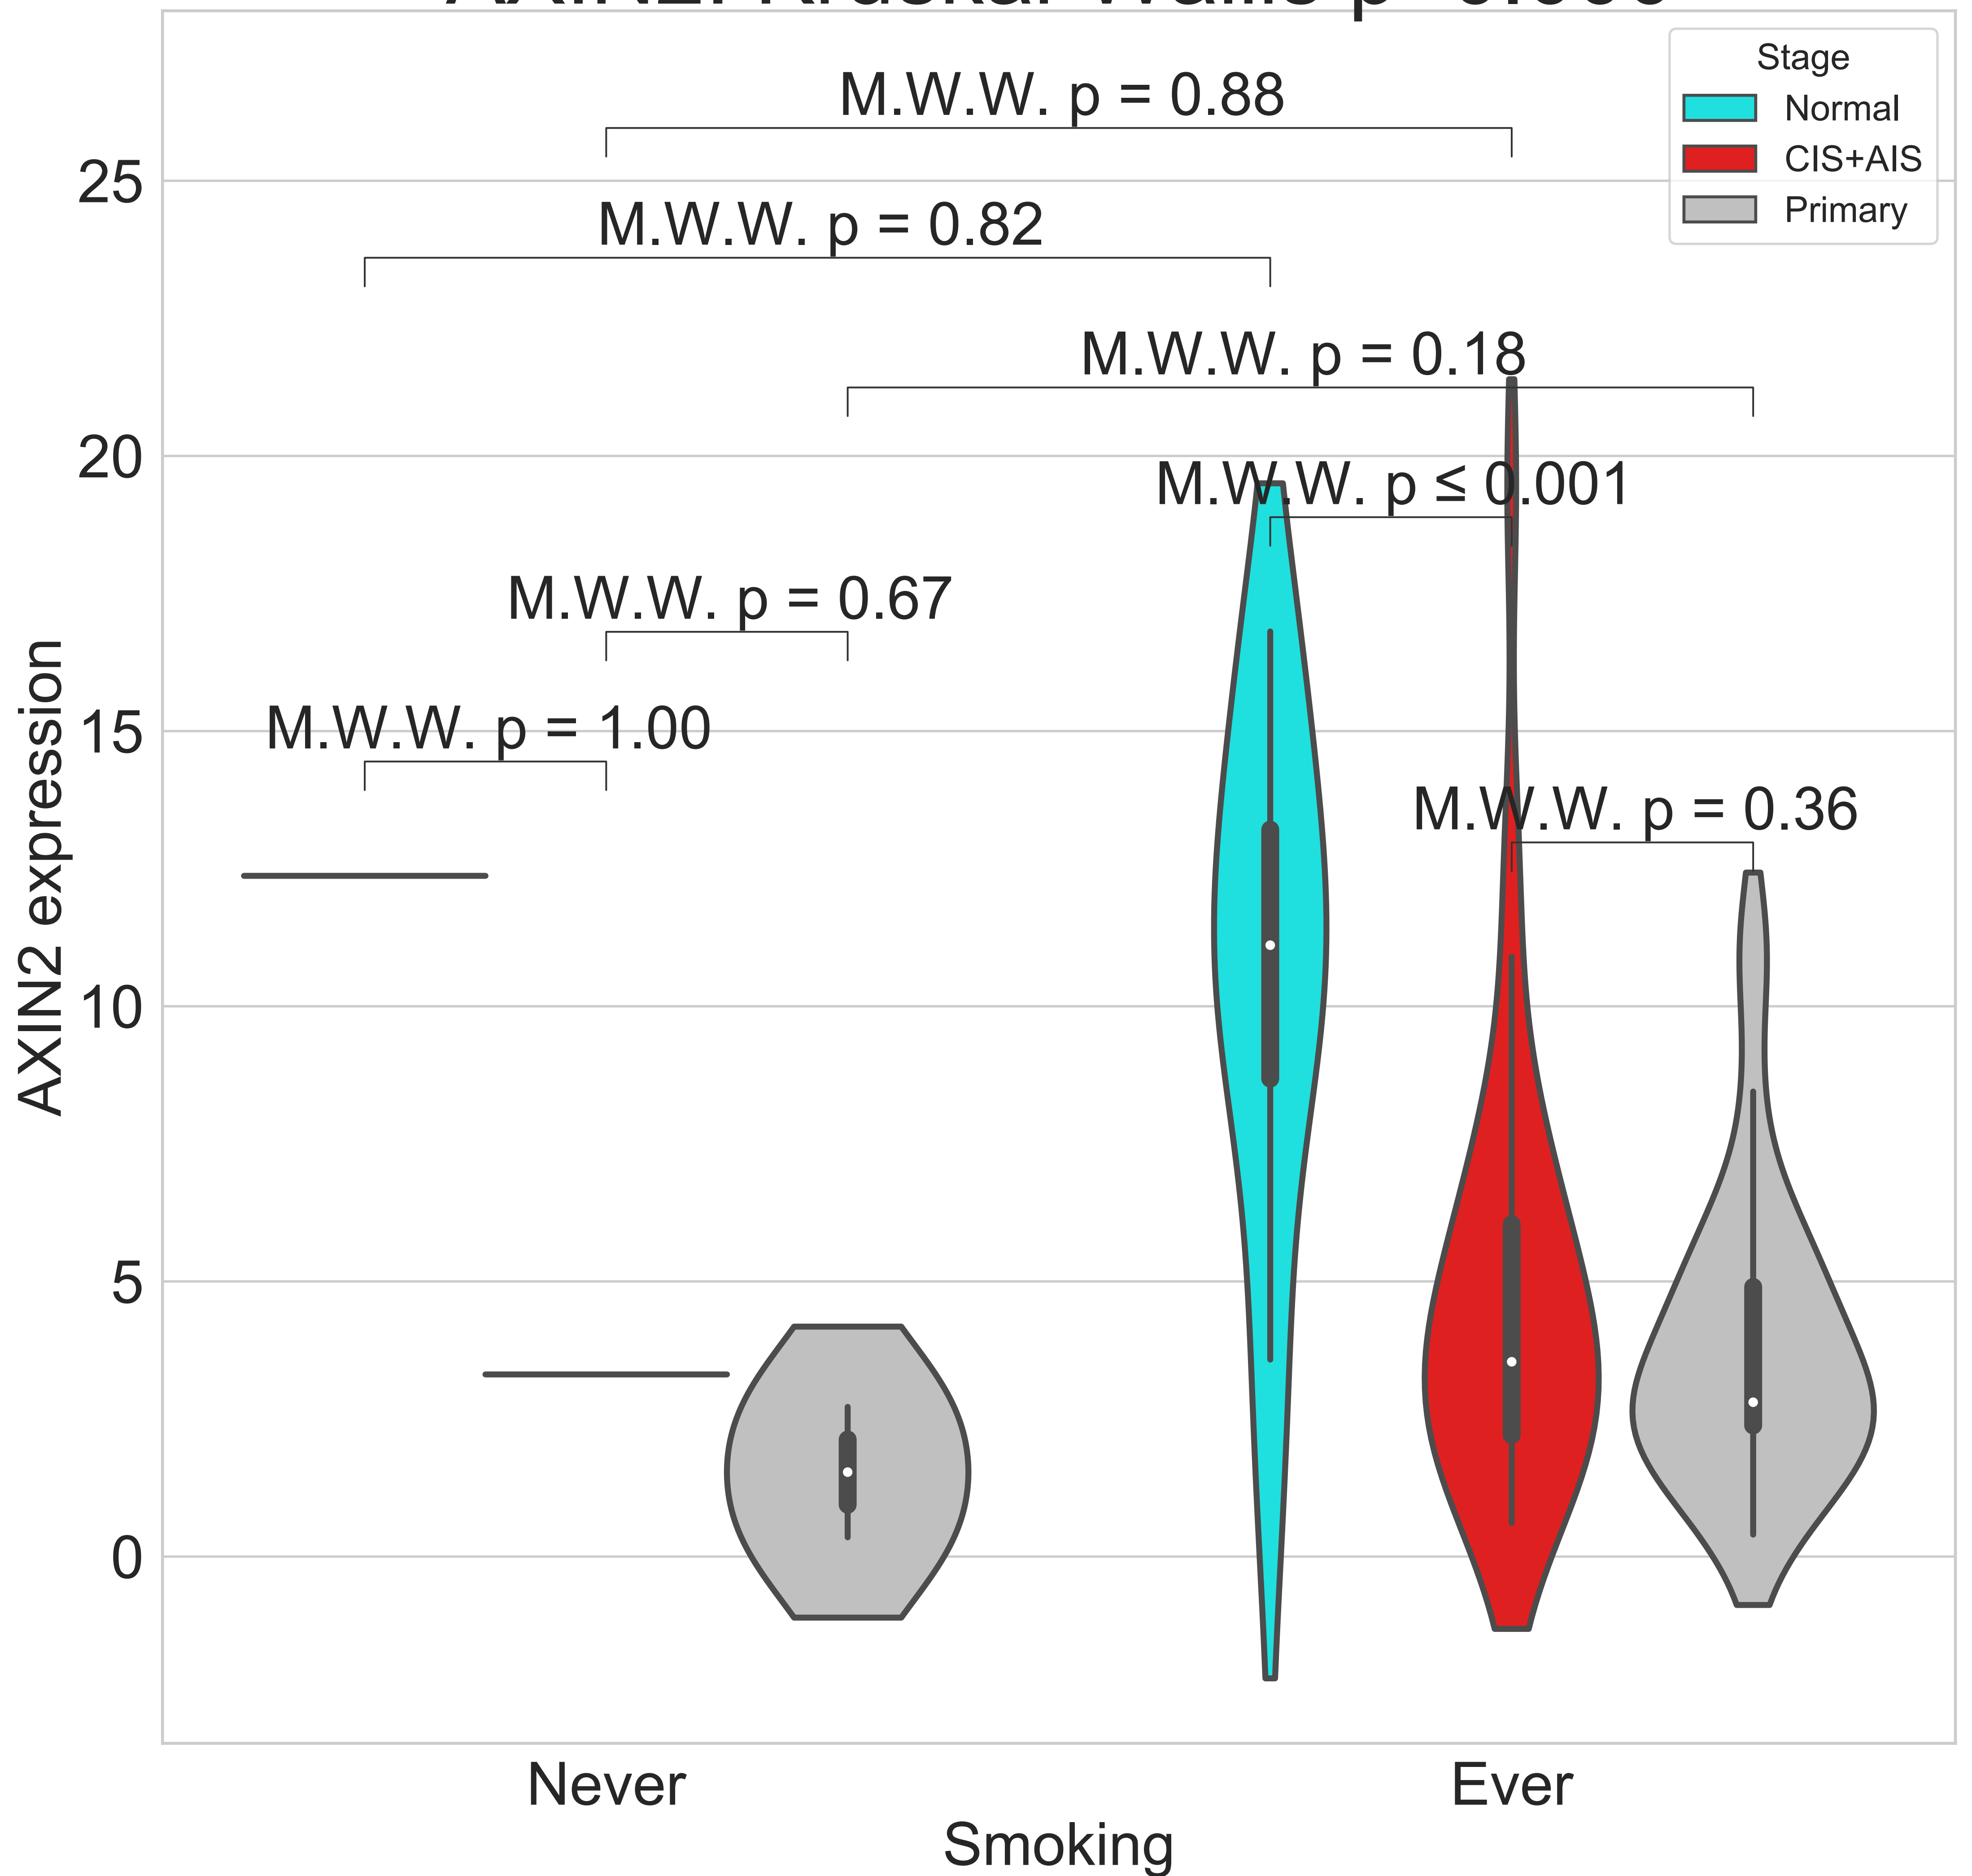 Stage
Normal
CIS+AIS
Primary
M.W.W. p = 0.88
M.W.W. p = 0.82
M.W.W. p = 0.18
M.W.W. p ≤ 0.001
M.W.W. p = 0.67
M.W.W. p = 1.00
M.W.W. p = 0.36
25
20
15
10
5
0
AXIN2 expression
Never
Ever
Smoking